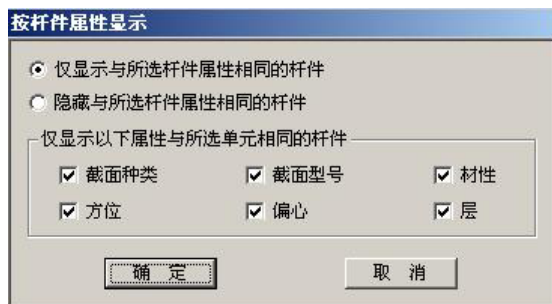 按杆件属性显示
仅显示与所选杆件属性相同的杆件
隐藏与所选杆件属性相同的杆件
仅显示以下属性与所选单元相同的杆件
截面种类 截面型号 材性
方位 偏心 层
确 定 取 消